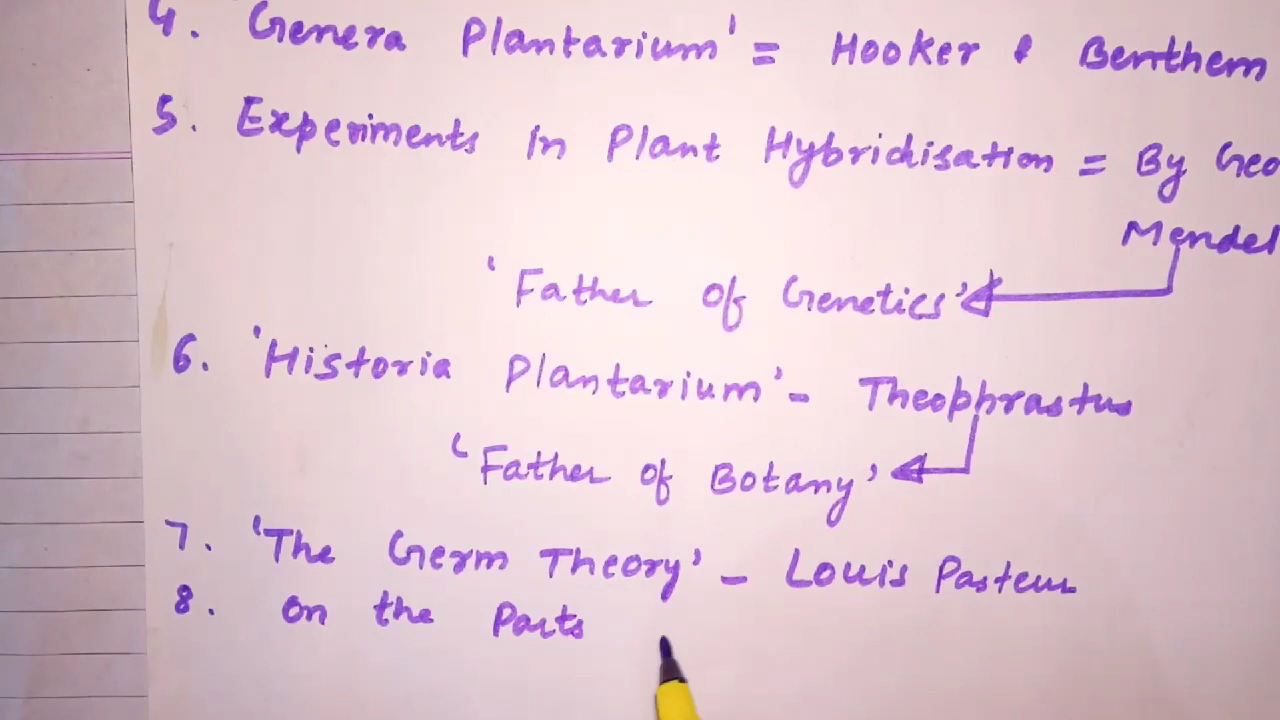 4. 'Genera Plantarium' = Hooker & Benthem
5. Experiments In Plant Hybridisation = By Geo
Mendel
'Father of Genetics'
6. 'Historia Plantarium' - Theophrastus
'Father of Botany'
7. 'The Germ Theory' - Louis Pasteur
8. On the Parts